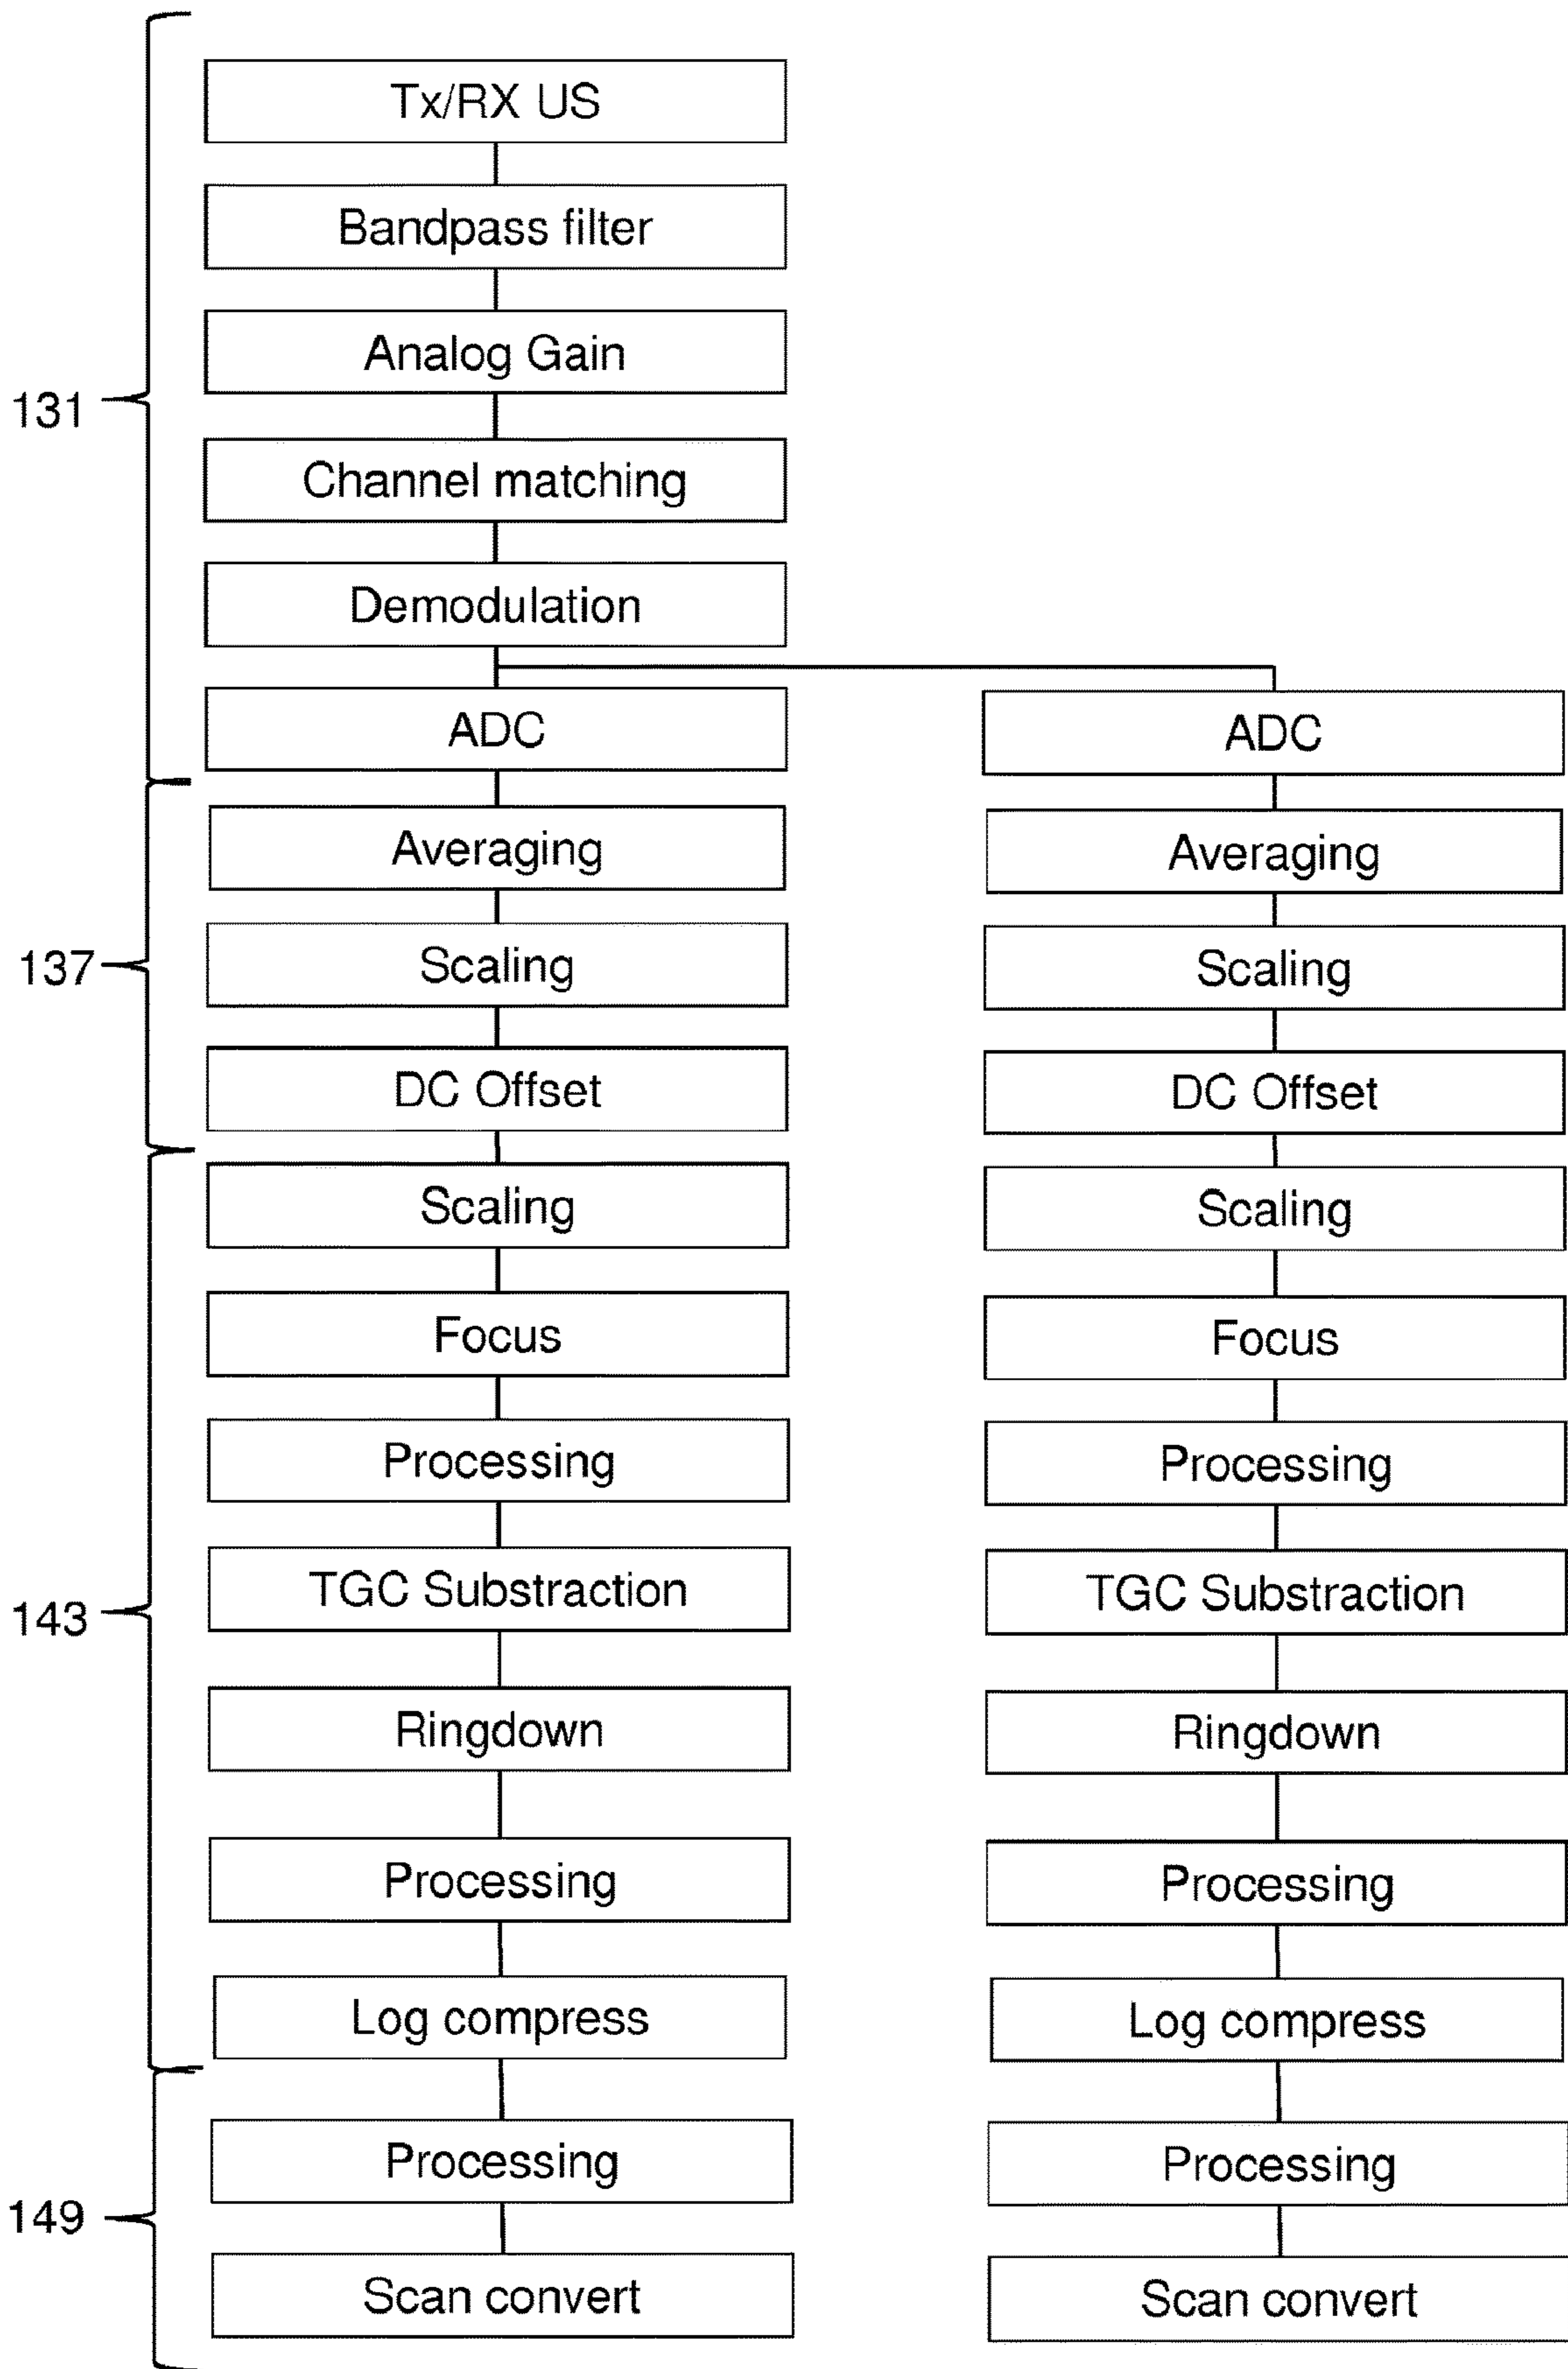 Tx/RX US
Bandpass filter
Analog Gain
131
Channel matching
Demodulation
ADC
ADC
Averaging
Averaging
137
Scaling
Scaling
DC Offset
DC Offset
Scaling
Scaling
Focus
Focus
Processing
Processing
143
TGC Substraction
TGC Substraction
Ringdown
Ringdown
Processing
Processing
Log compress
Log compress
Processing
Processing
149
Scan convert
Scan convert